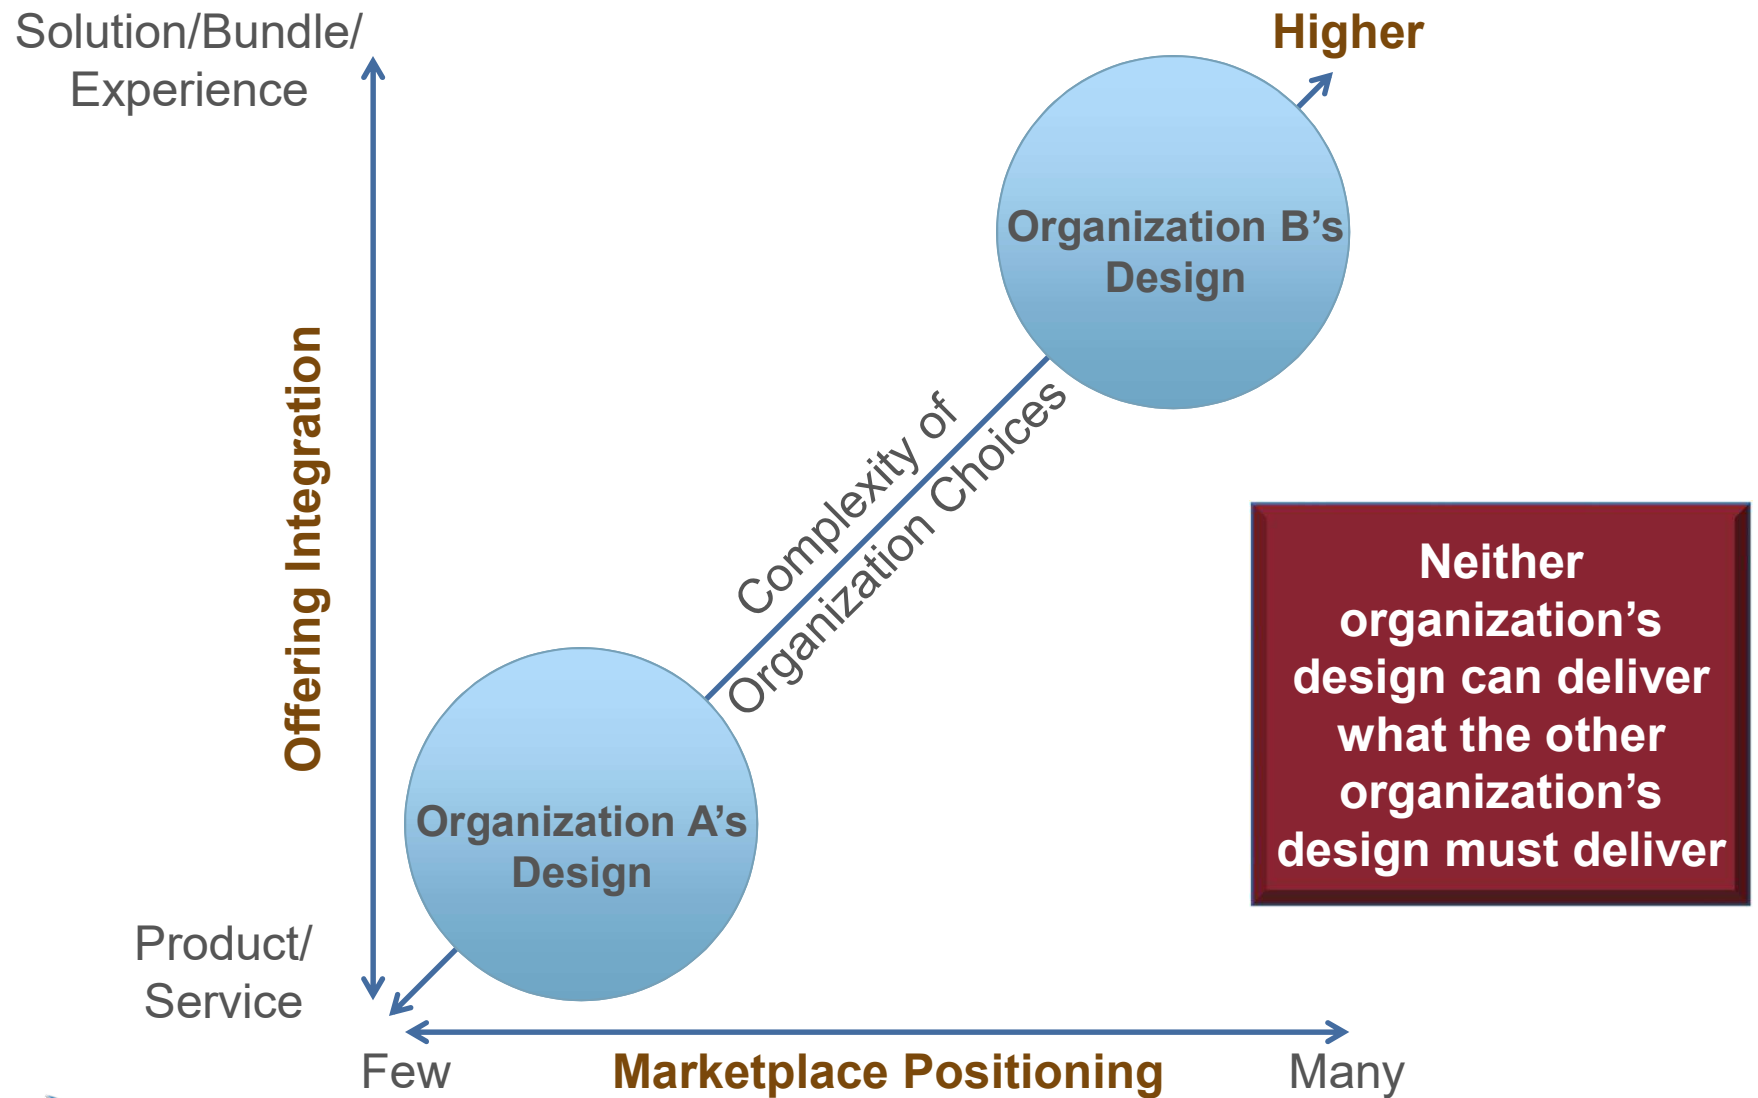 Solution/Bundle/
Experience
Higher
Organization B’s
Design
Offering Integration
Complexity of
Organization Choices
Neither
organization’s
design can deliver
what the other
organization’s
design must deliver
Organization A’s
Design
Product/
Service
Few
Marketplace Positioning
Many